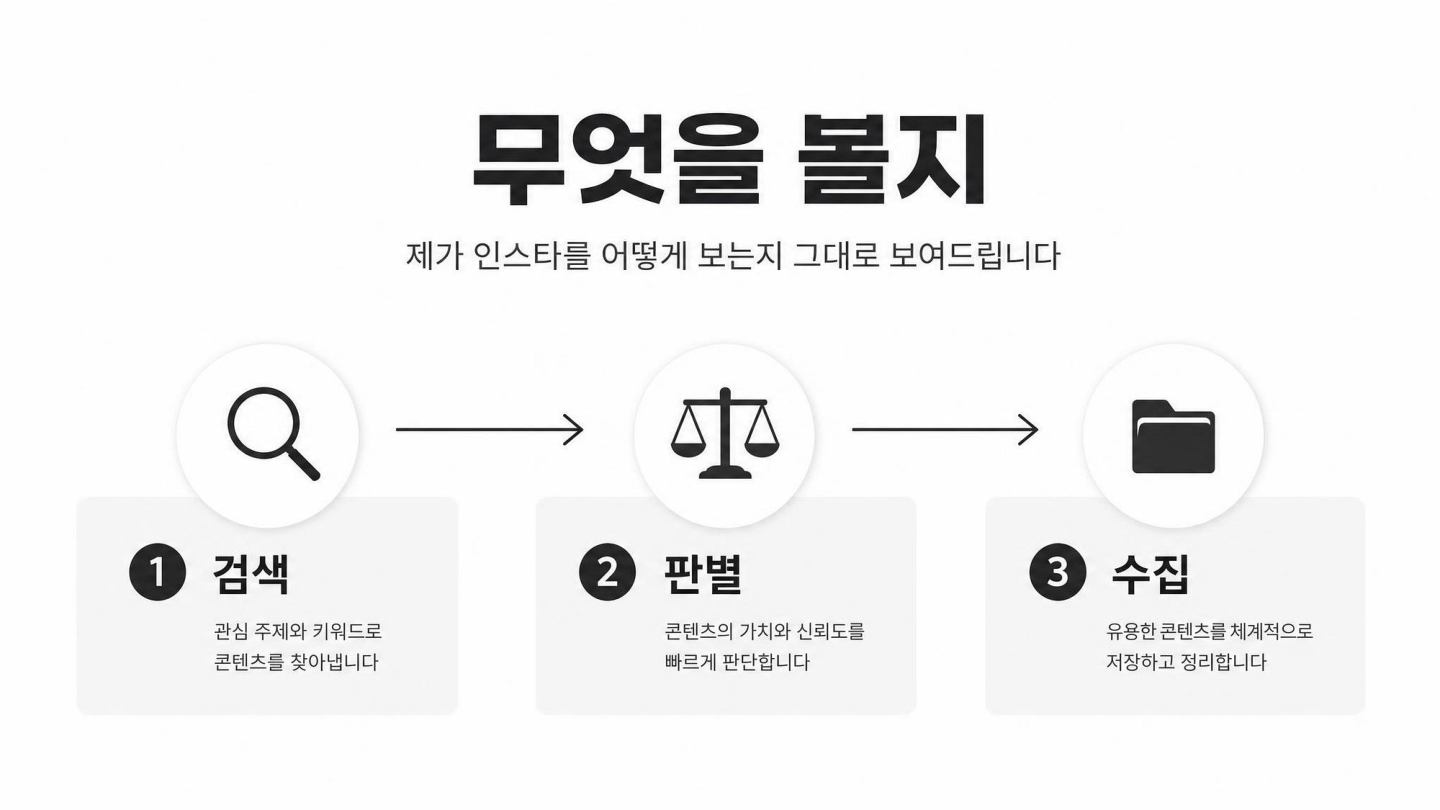 무엇을 볼지
제가 인스타를 어떻게 보는지 그대로 보여드립니다
1 검색
관심 주제와 키워드로
콘텐츠를 찾아냅니다
2 판별
콘텐츠의 가치와 신뢰도를
빠르게 판단합니다
3 수집
유용한 콘텐츠를 체계적으로
저장하고 정리합니다